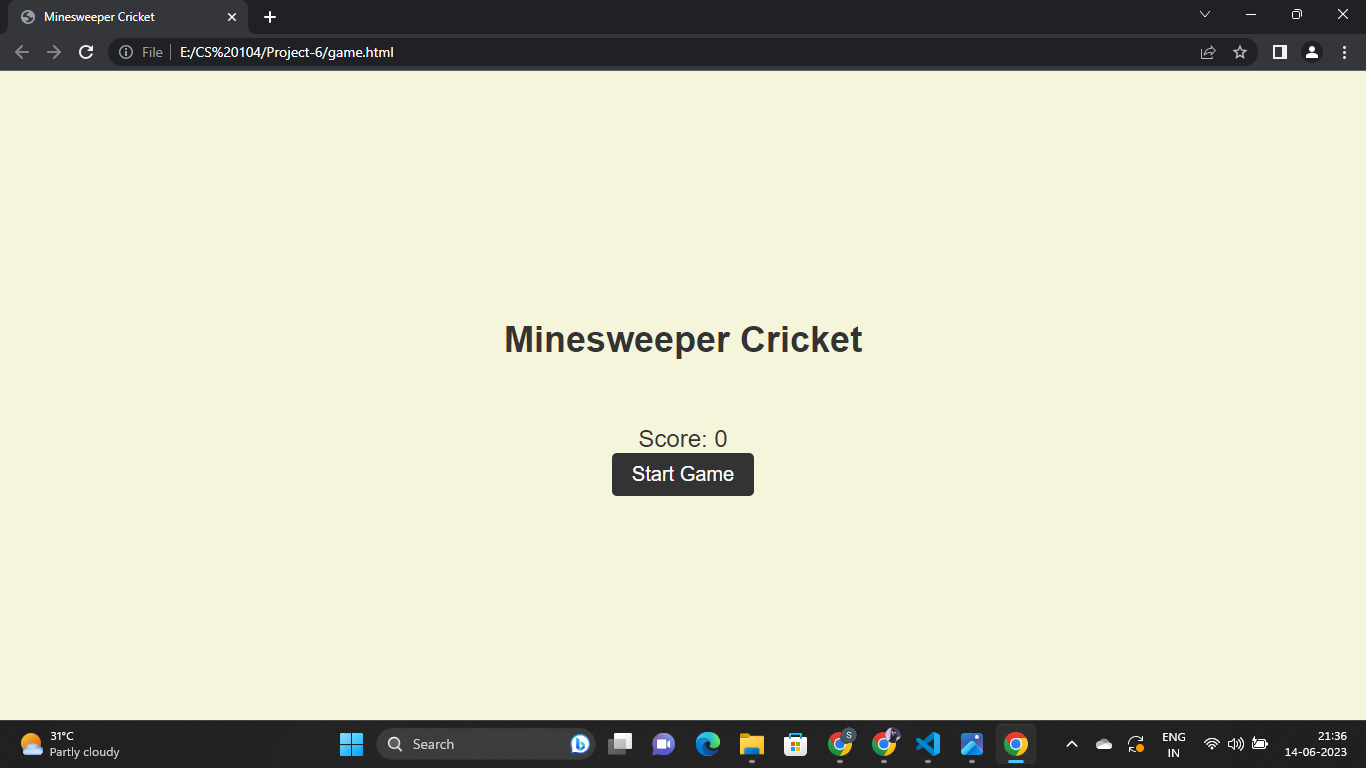 Minesweeper Cricket
File
E:/CS%20104/Project-6/game.html
Minesweeper Cricket
Score: 0
Start Game
31°C
Partly cloudy
Search
S
ENG
IN
21:36
14-06-2023